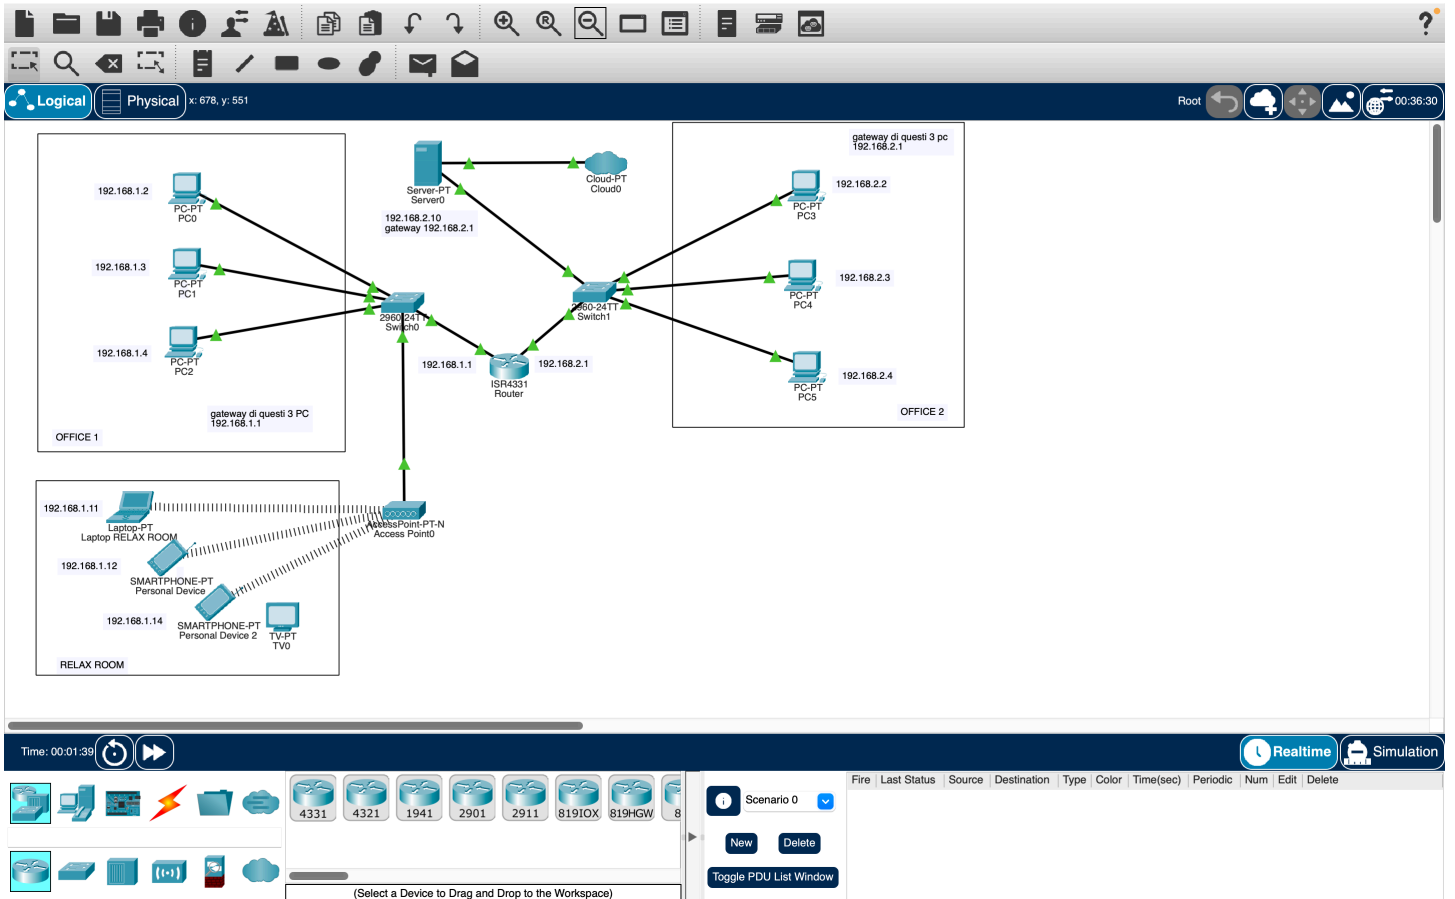 Logical
Physical
x: 678, y: 551
Root
00:36:30
gateway di questi 3 pc
192.168.2.1
192.168.1.2
PC-PT
PC0
192.168.1.3
PC-PT
PC1
192.168.1.4
PC-PT
PC2
gateway di questi 3 PC
192.168.1.1
OFFICE 1
Server-PT
Server0
192.168.2.10
gateway 192.168.2.1
Cloud-PT
Cloud0
2960-24TT
Switch0
2960-24TT
Switch1
192.168.1.1
192.168.2.1
ISR4331
Router
192.168.2.2
PC-PT
PC3
192.168.2.3
PC-PT
PC4
192.168.2.4
PC-PT
PC5
OFFICE 2
192.168.1.11
Laptop-PT
Laptop RELAX ROOM
AccessPoint-PT-N
Access Point0
192.168.1.12
SMARTPHONE-PT
Personal Device
192.168.1.14
SMARTPHONE-PT
Personal Device 2
TV-PT
TV0
RELAX ROOM
Time: 00:01:39
Realtime
Simulation
4331
4321
1941
2901
2911
819IOX
819HGW
8
(Select a Device to Drag and Drop to the Workspace)
Scenario 0
New
Delete
Toggle PDU List Window
Fire Last Status Source Destination Type Color Time(sec) Periodic Num Edit Delete